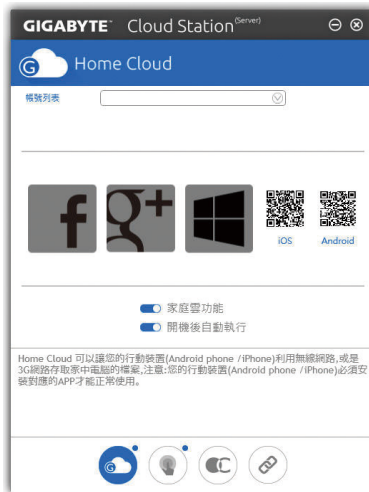 GIGABYTE™ Cloud Station (Server)
G Home Cloud
帳號列表
f g+
iOS Android
家庭雲功能
開機後自動執行
Home Cloud 可以讓您的行動裝置(Android phone /iPhone)利用無線網路,或是
3G網路存取家中電腦的檔案,注意:您的行動裝置(Android phone /iPhone)必須安
裝對應的APP才能正常使用。
G